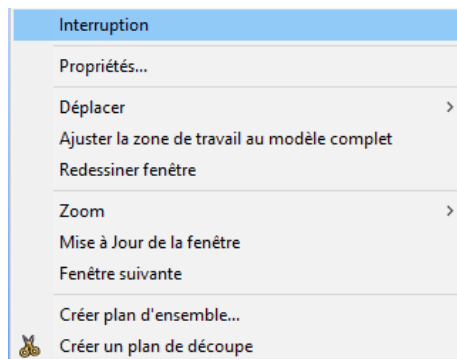 Interruption
Propriétés...
Déplacer
Ajuster la zone de travail au modèle complet
Redessiner fenêtre
Zoom
Mise à Jour de la fenêtre
Fenêtre suivante
Créer plan d'ensemble...
Créer un plan de découpe